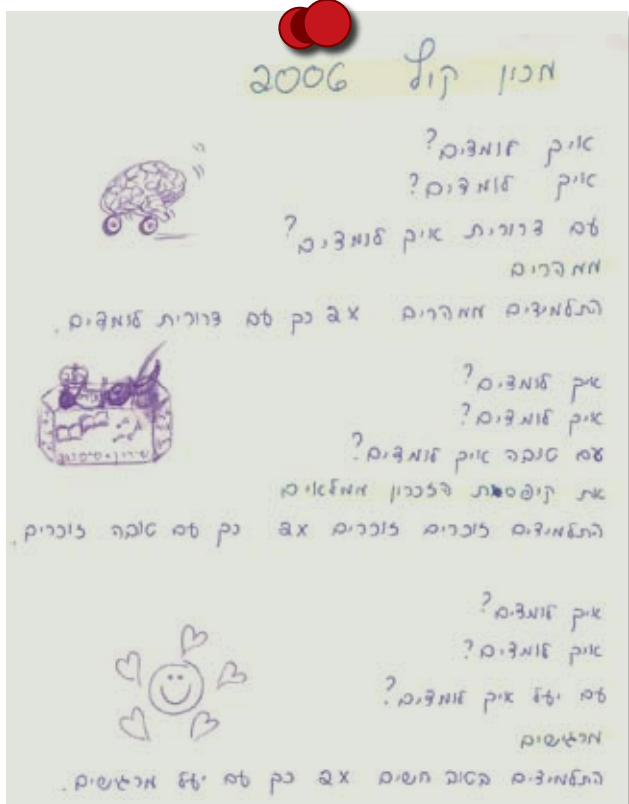 מכון קול 2006
איך לומדים?
איך לומדים?
עם דרורית איך לומדים?
ממהרים
התלמידים ממהרים x2 כך עם דרורית לומדים.
איך לומדים?
איך לומדים?
עם טובה איך לומדים?
את קיפסת הזכרון ממלאים
התלמידים זוכרים זוכרים x2 כך עם טובה זוכרים.
איך לומדים?
איך לומדים?
עם יעל איך לומדים?
מרגישים
התלמידים בטוב חשים x2 כך עם יעל מרגישים.